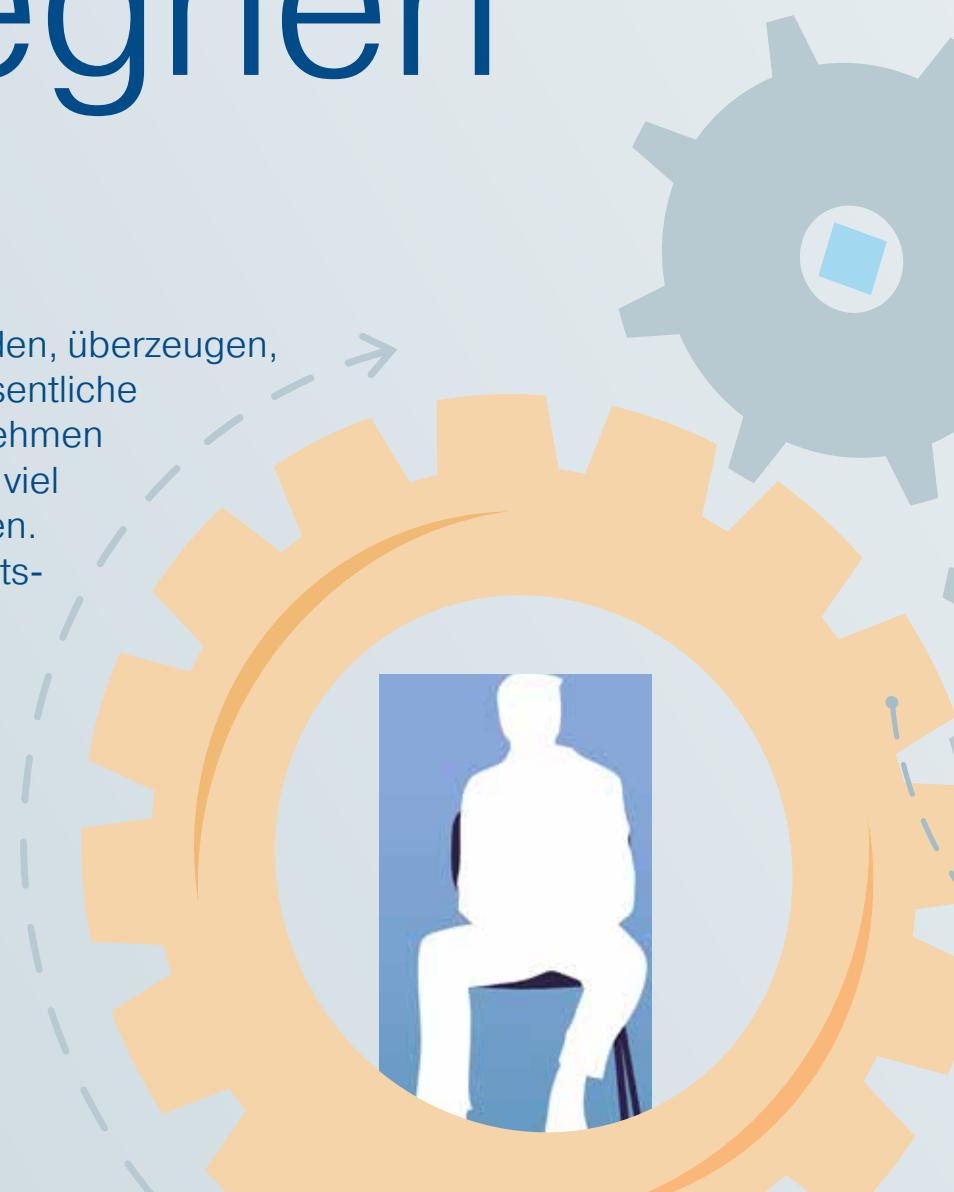 egnen
den, überzeugen,
sentliche
ehmen
viel
en.
ts-